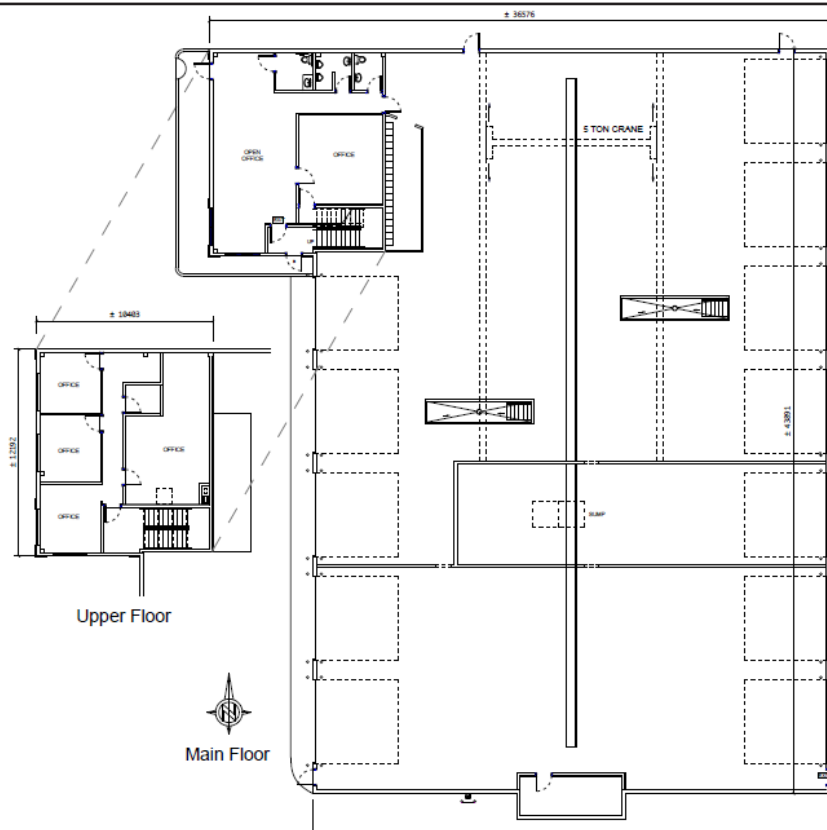 ± 36576
5 TON CRANE
OPEN
OFFICE
OFFICE
UP
± 10403
± 12192
± 43891
OFFICE
OFFICE
OFFICE
OFFICE
SUMP
Upper Floor
N
Main Floor